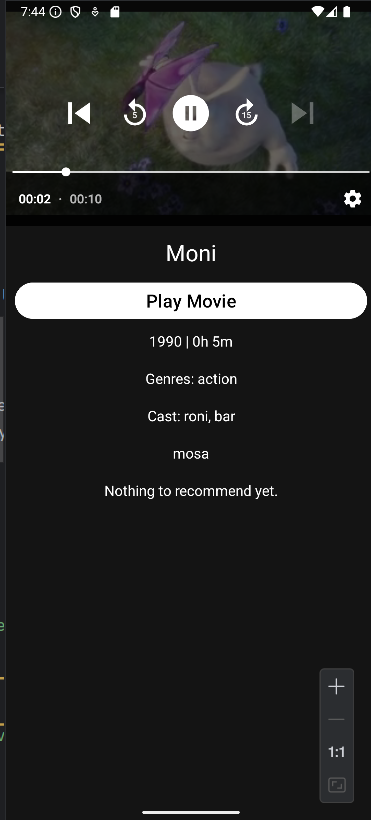 7:44
5
15
00:02 · 00:10
Moni
Play Movie
1990 | 0h 5m
Genres: action
Cast: roni, bar
mosa
Nothing to recommend yet.
1:1